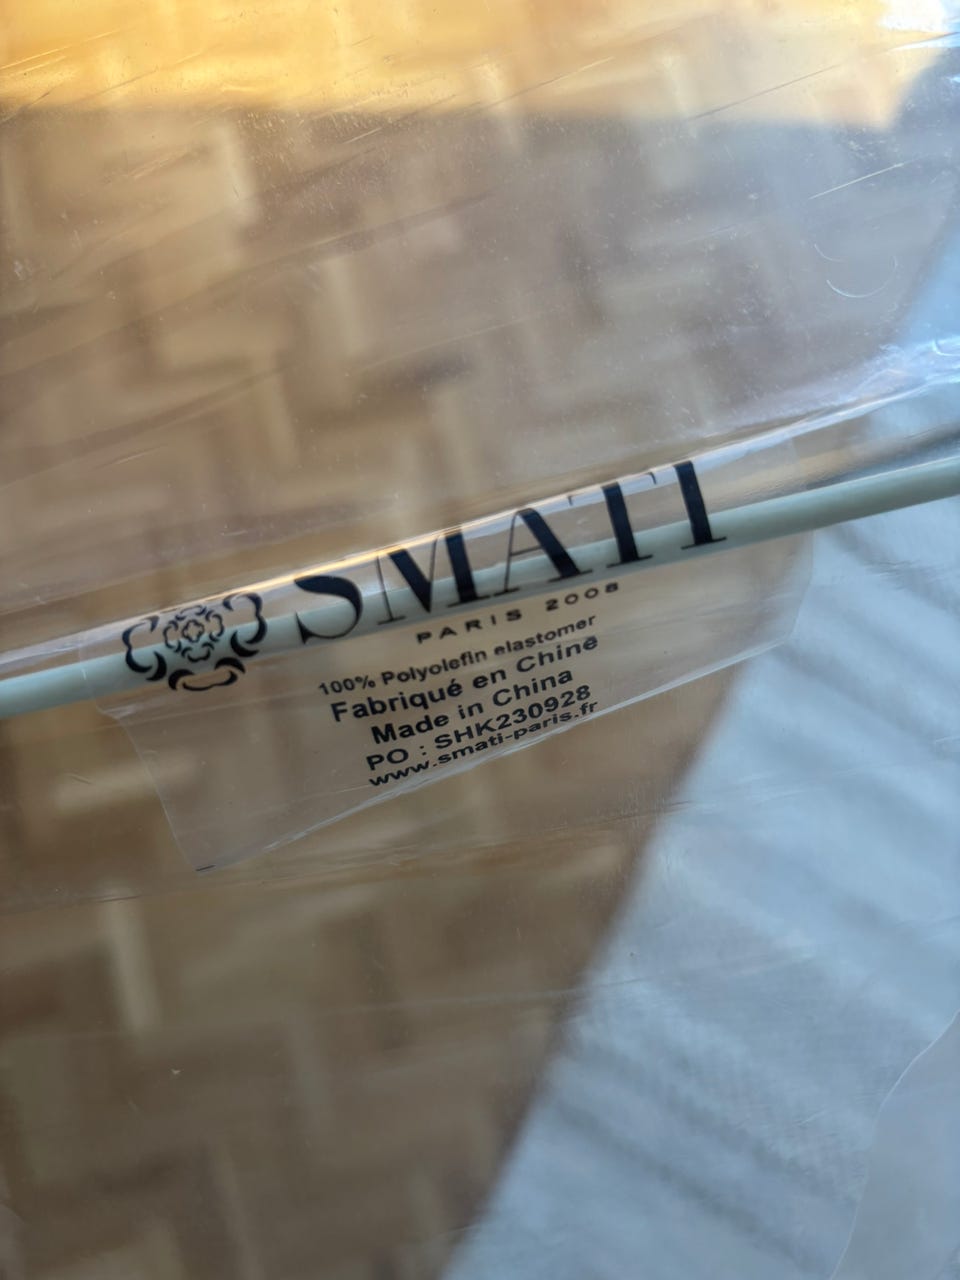 SMATI
PARIS 2008
100% Polyolefin elastomer
Fabriqué en Chine
Made in China
PO : SHK230928
www.smati-paris.fr